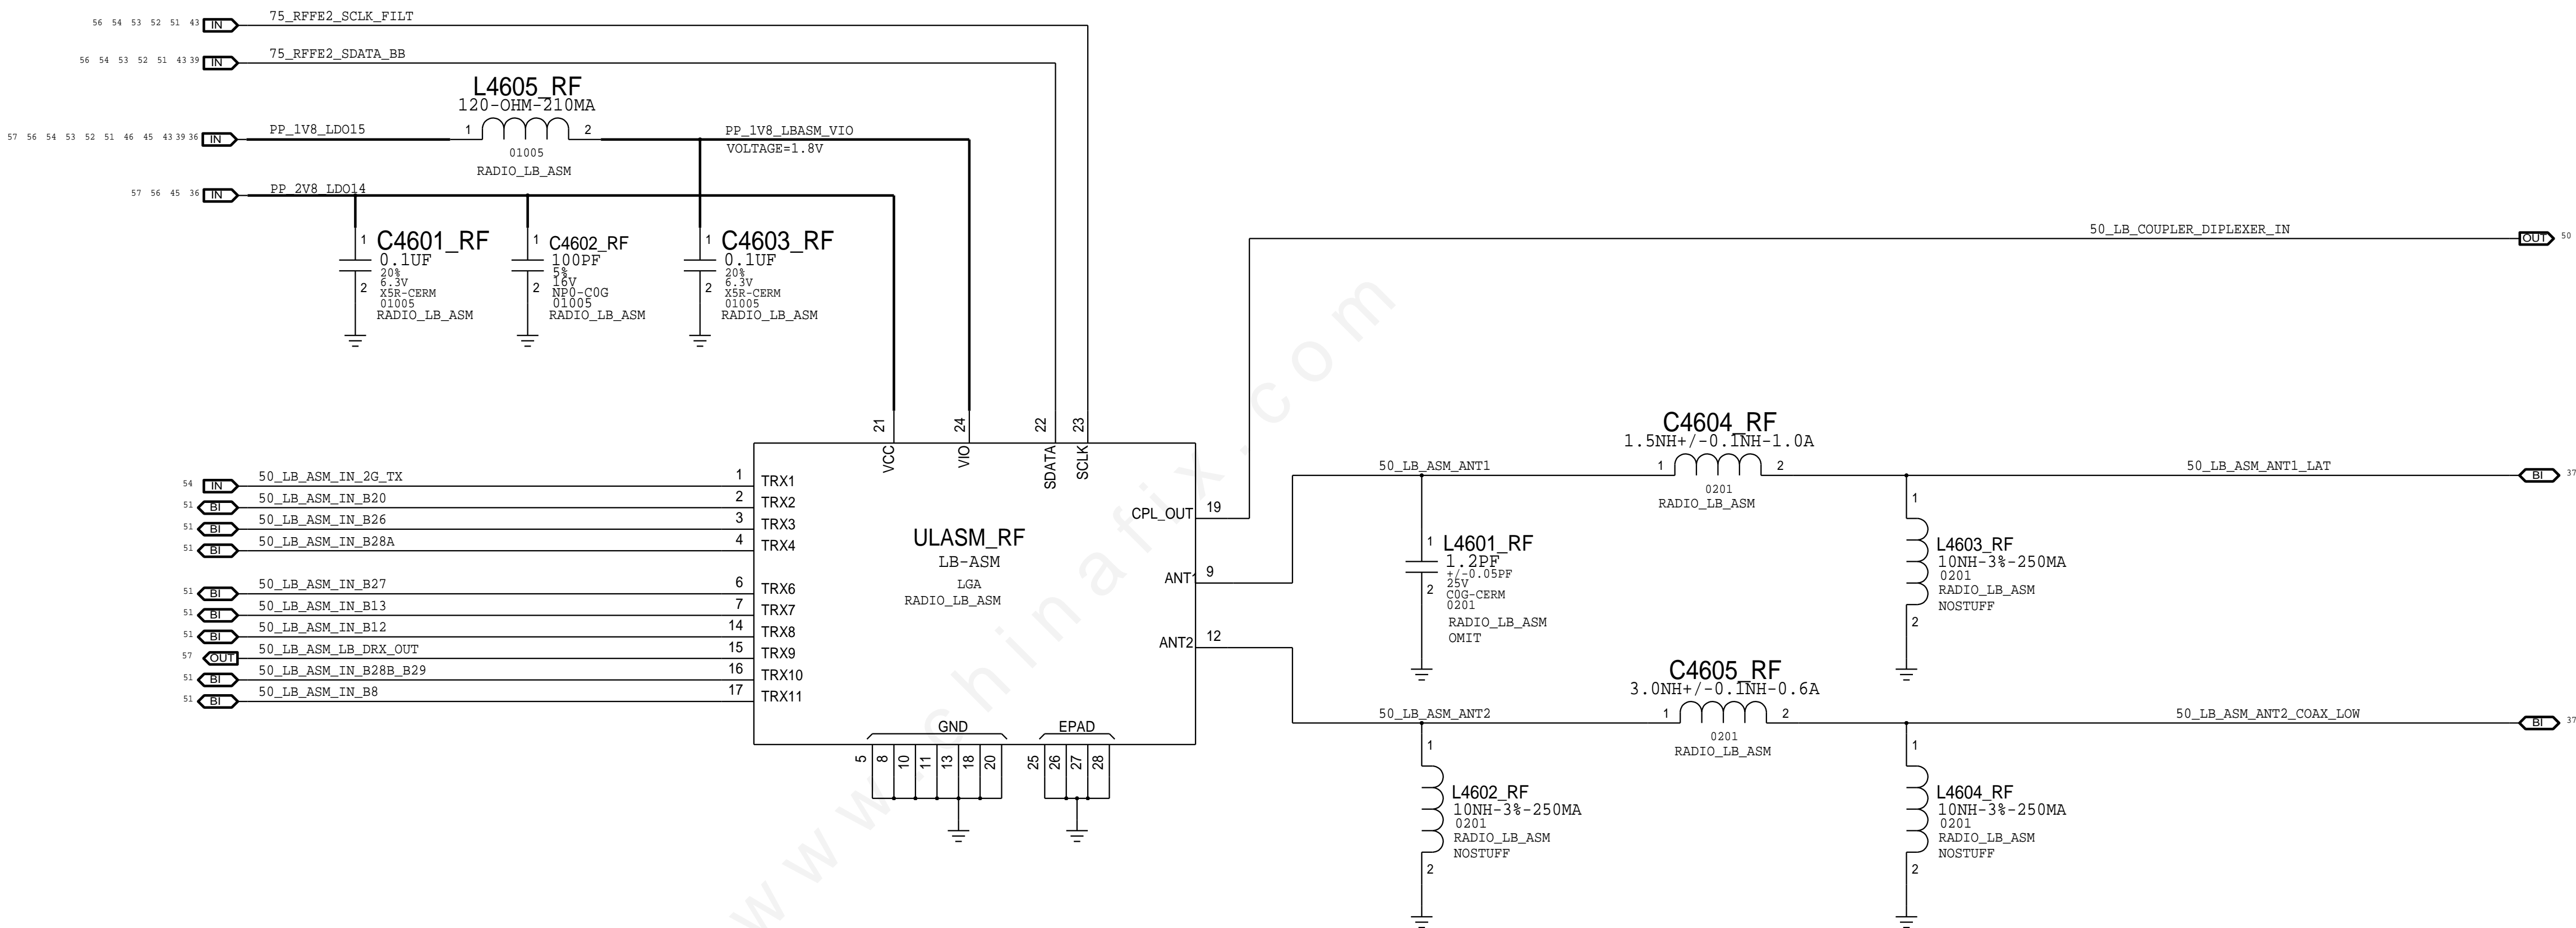 56 54 53 52 51 43 IN 75_RFFE2_SCLK_FILT
56 54 53 52 51 43 39 IN 75_RFFE2_SDATA_BB
L4605_RF
120-OHM-210MA
57 56 54 53 52 51 46 45 43 39 36 IN PP_1V8_LDO15 1 2 PP_1V8_LBASM_VIO
VOLTAGE=1.8V
01005
RADIO_LB_ASM
57 56 45 36 IN PP_2V8_LDO14
1 C4601_RF
0.1UF
20%
6.3V
2 X5R-CERM
01005
RADIO_LB_ASM
1 C4602_RF
100PF
5%
16V
2 NP0-C0G
01005
RADIO_LB_ASM
1 C4603_RF
0.1UF
20%
6.3V
2 X5R-CERM
01005
RADIO_LB_ASM
50_LB_COUPLER_DIPLEXER_IN OUT 50
21 24 22 23
VCC VIO SDATA SCLK
54 IN 50_LB_ASM_IN_2G_TX 1 TRX1
51 BI 50_LB_ASM_IN_B20 2 TRX2
51 BI 50_LB_ASM_IN_B26 3 TRX3
51 BI 50_LB_ASM_IN_B28A 4 TRX4
51 BI 50_LB_ASM_IN_B27 6 TRX6
51 BI 50_LB_ASM_IN_B13 7 TRX7
51 BI 50_LB_ASM_IN_B12 14 TRX8
57 OUT 50_LB_ASM_LB_DRX_OUT 15 TRX9
51 BI 50_LB_ASM_IN_B28B_B29 16 TRX10
51 BI 50_LB_ASM_IN_B8 17 TRX11
ULASM_RF
LB-ASM
LGA
RADIO_LB_ASM
CPL_OUT 19
ANT1 9
ANT2 12
GND EPAD
5 8 10 11 13 18 20 25 26 27 28
C4604_RF
1.5NH+/-0.1NH-1.0A
50_LB_ASM_ANT1 1 2 50_LB_ASM_ANT1_LAT BI 37
0201
RADIO_LB_ASM
1 L4601_RF
1.2PF
+/-0.05PF
25V
2 C0G-CERM
0201
RADIO_LB_ASM
OMIT
1
L4603_RF
10NH-3%-250MA
0201
RADIO_LB_ASM
NOSTUFF
2
C4605_RF
3.0NH+/-0.1NH-0.6A
50_LB_ASM_ANT2 1 2 50_LB_ASM_ANT2_COAX_LOW BI 37
0201
RADIO_LB_ASM
1
L4602_RF
10NH-3%-250MA
0201
RADIO_LB_ASM
NOSTUFF
2
1
L4604_RF
10NH-3%-250MA
0201
RADIO_LB_ASM
NOSTUFF
2
www.chinafix.com